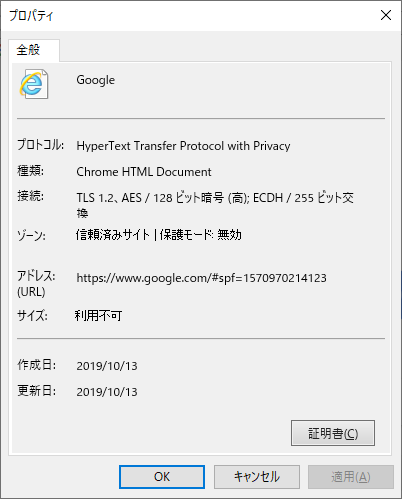 プロパティ
全般
Google
プロトコル: HyperText Transfer Protocol with Privacy
種類: Chrome HTML Document
接続: TLS 1.2、AES / 128 ビット暗号 (高); ECDH / 255 ビット交
換
ゾーン: 信頼済みサイト | 保護モード: 無効
アドレス: https://www.google.com/#spf=1570970214123
(URL)
サイズ: 利用不可
作成日: 2019/10/13
更新日: 2019/10/13
証明書(C)
OK キャンセル 適用(A)